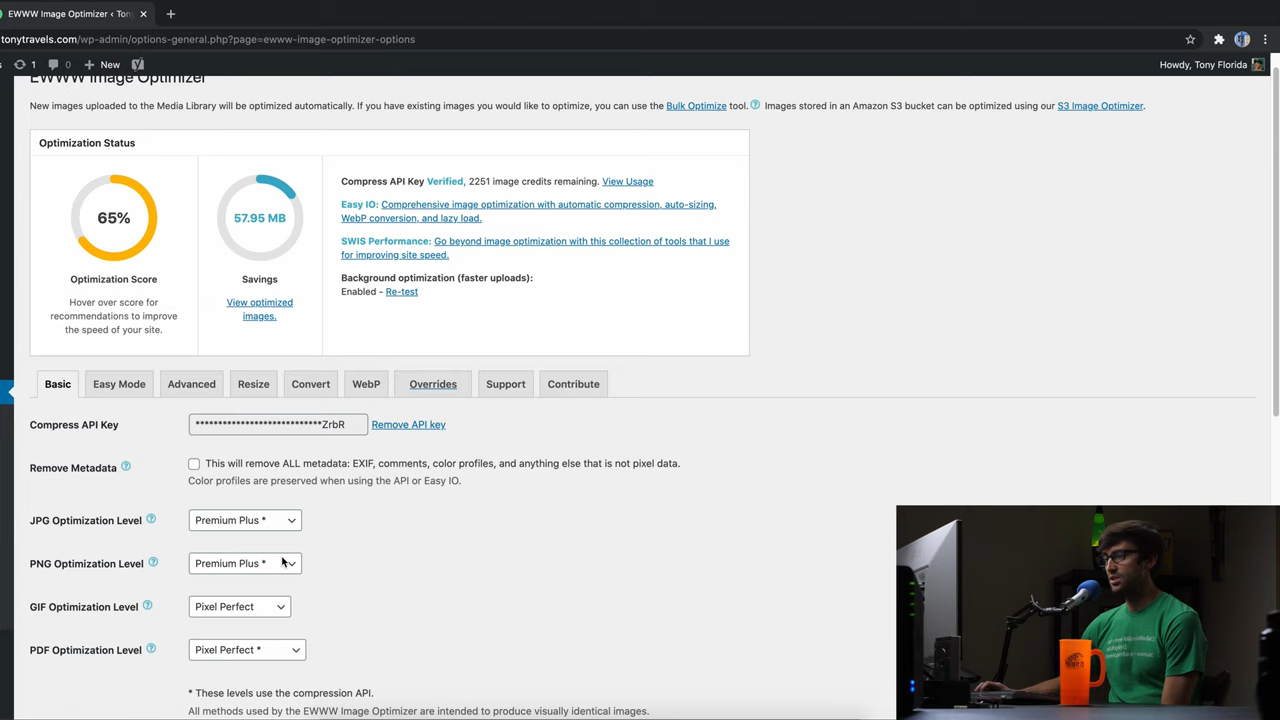 EWWW Image Optimizer ‹ Ton
tonytravels.com/wp-admin/options-general.php?page=ewww-image-optimizer-options
1 0 New Howdy, Tony Florida
EWWW Image Optimizer
New images uploaded to the Media Library will be optimized automatically. If you have existing images you would like to optimize, you can use the Bulk Optimize tool. Images stored in an Amazon S3 bucket can be optimized using our S3 Image Optimizer.
Optimization Status
65%
Optimization Score
Hover over score for
recommendations to improve
the speed of your site.
57.95 MB
Savings
View optimized
images.
Compress API Key Verified, 2251 image credits remaining. View Usage
Easy IO: Comprehensive image optimization with automatic compression, auto-sizing,
WebP conversion, and lazy load.
SWIS Performance: Go beyond image optimization with this collection of tools that I use
for improving site speed.
Background optimization (faster uploads):
Enabled - Re-test
Basic Easy Mode Advanced Resize Convert WebP Overrides Support Contribute
Compress API Key ****************************ZrbR Remove API key
Remove Metadata This will remove ALL metadata: EXIF, comments, color profiles, and anything else that is not pixel data.
Color profiles are preserved when using the API or Easy IO.
JPG Optimization Level Premium Plus *
PNG Optimization Level Premium Plus *
GIF Optimization Level Pixel Perfect
PDF Optimization Level Pixel Perfect *
* These levels use the compression API.
All methods used by the EWWW Image Optimizer are intended to produce visually identical images.